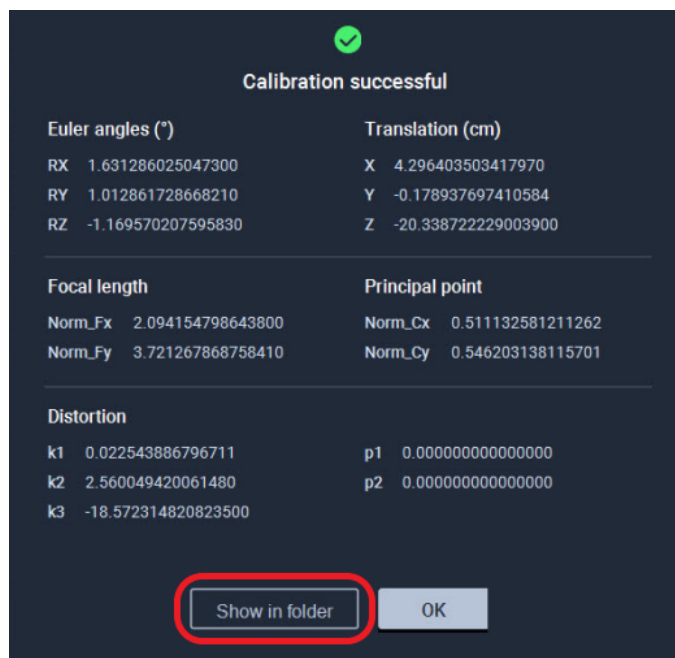 Calibration successful
Euler angles (°)
RX 1.631286025047300
RY 1.012861728668210
RZ -1.169570207595830
Translation (cm)
X 4.296403503417970
Y -0.178937697410584
Z -20.338722229003900
Focal length
Norm_Fx 2.094154798643800
Norm_Fy 3.721267868758410
Principal point
Norm_Cx 0.511132581211262
Norm_Cy 0.546203138115701
Distortion
k1 0.022543886796711
k2 2.560049420061480
k3 -18.572314820823500
p1 0.000000000000000
p2 0.000000000000000
Show in folder
OK